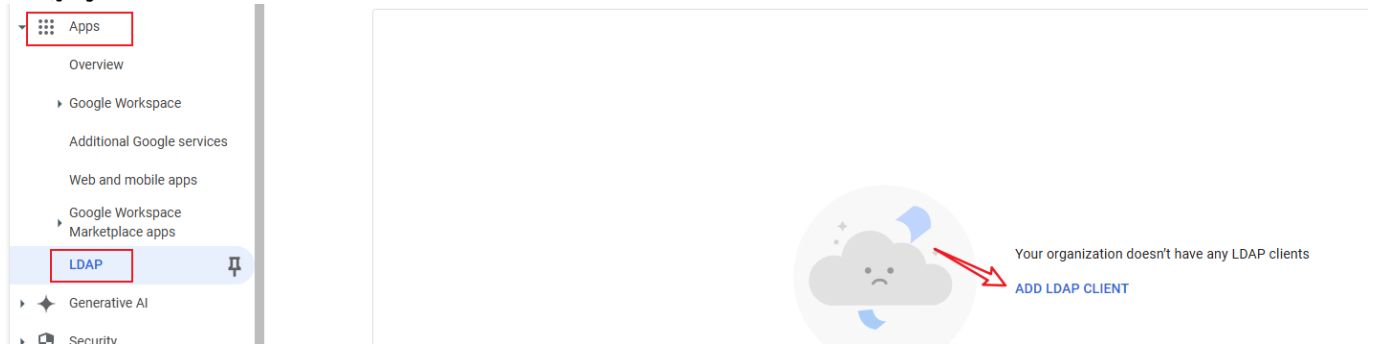 Apps
Overview
Google Workspace
Additional Google services
Web and mobile apps
Google Workspace
Marketplace apps
LDAP
Generative AI
Security
Your organization doesn't have any LDAP clients
ADD LDAP CLIENT